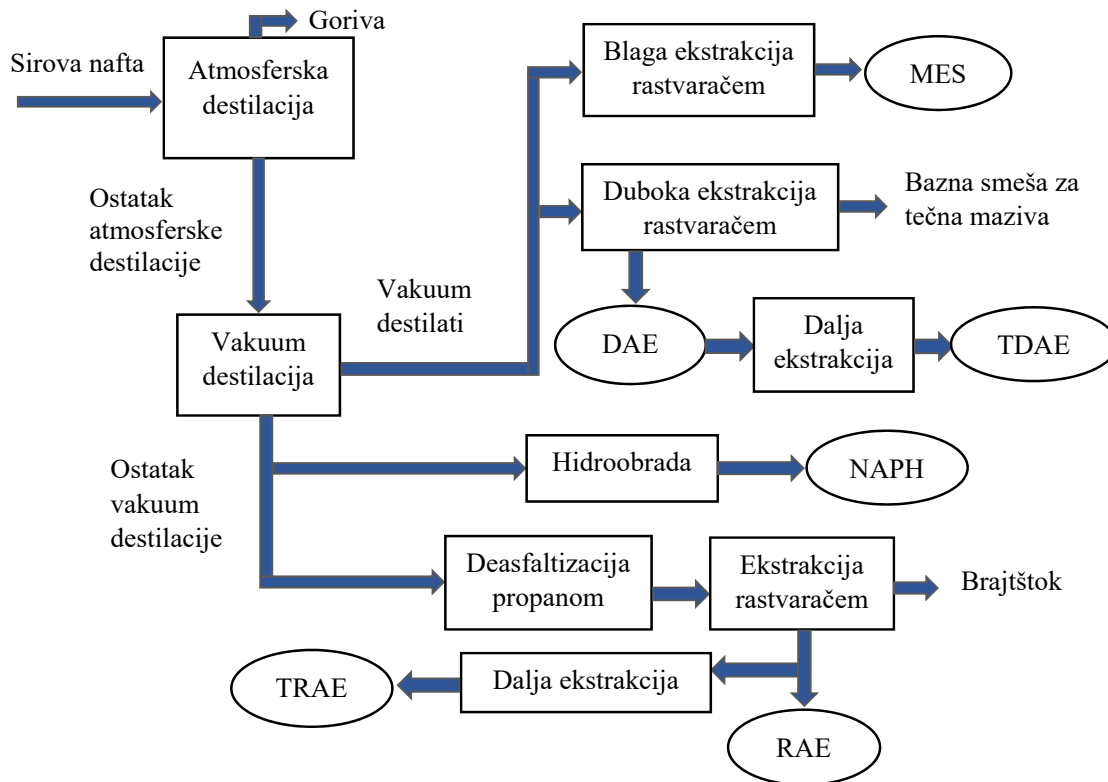 Goriva
Sirova nafta
Atmosferska
destilacija
Blaga ekstrakcija
rastvaračem
MES
Ostatak
atmosferske
destilacije
Duboka ekstrakcija
rastvaračem
Bazna smeša za
tečna maziva
Vakuum
destilati
Vakuum
destilacija
DAE
Dalja
ekstrakcija
TDAE
Ostatak
vakuum
destilacije
Hidroobrada
NAPH
Deasfaltizacija
propanom
Ekstrakcija
rastvaračem
Brajtštok
TRAE
Dalja ekstrakcija
RAE